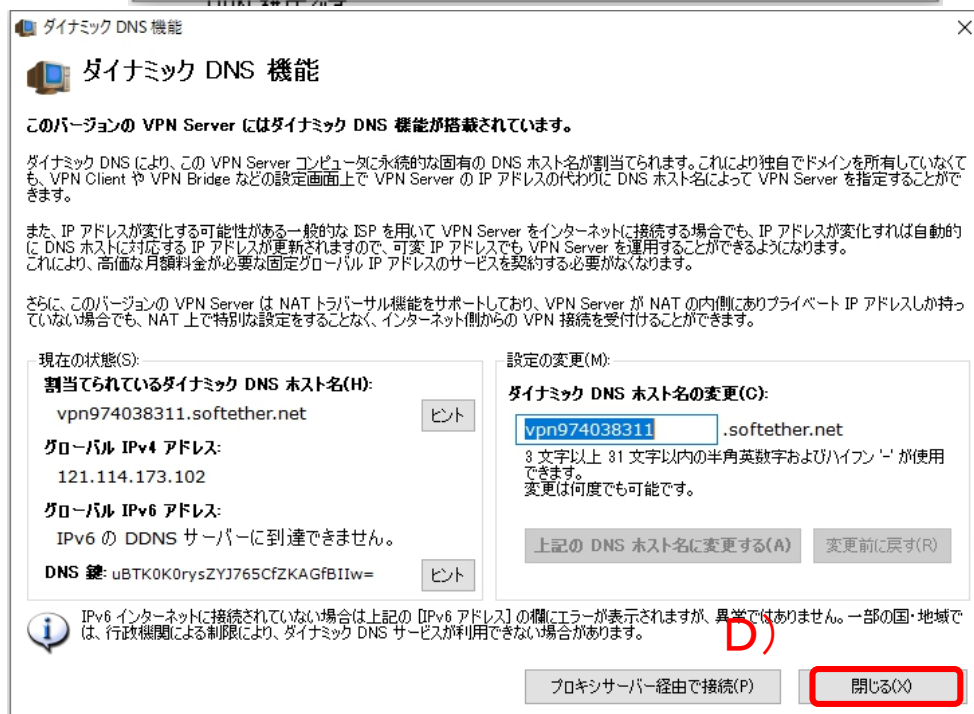 ダイナミック DNS 機能
ダイナミック DNS 機能
このバージョンの VPN Server にはダイナミック DNS 機能が搭載されています。
ダイナミック DNS により、この VPN Server コンピュータに永続的な固有の DNS ホスト名が割当てられます。これにより独自でドメインを所有していなくて
も、VPN Client や VPN Bridge などの設定画面上で VPN Server の IP アドレスの代わりに DNS ホスト名によって VPN Server を指定することがで
きます。
また、IP アドレスが変化する可能性がある一般的な ISP を用いて VPN Server をインターネットに接続する場合でも、IP アドレスが変化すれば自動的
に DNS ホストに対応する IP アドレスが更新されますので、可変 IP アドレスでも VPN Server を運用することができるようになります。
これにより、高価な月額料金が必要な固定グローバル IP アドレスのサービスを契約する必要がなくなります。
さらに、このバージョンの VPN Server は NAT トラバーサル機能をサポートしており、VPN Server が NAT の内側にありプライベート IP アドレスしか持っ
ていない場合でも、NAT 上で特別な設定をすることなく、インターネット側からの VPN 接続を受付けることができます。
現在の状態(S):
割当てられているダイナミック DNS ホスト名(H):
vpn974038311.softether.net
ヒント
グローバル IPv4 アドレス:
121.114.173.102
グローバル IPv6 アドレス:
IPv6 の DDNS サーバーに到達できません。
DNS 鍵: uBTK0K0rysZYJ765CfZKAGfBIIw=
ヒント
設定の変更(M):
ダイナミック DNS ホスト名の変更(C):
vpn974038311 .softether.net
3 文字以上 31 文字以内の半角英数字およびハイフン '-' が使用
できます。
変更は何度でも可能です。
上記の DNS ホスト名に変更する(A)
変更前に戻す(R)
IPv6 インターネットに接続されていない場合は上記の [IPv6 アドレス] の欄にエラーが表示されますが、異常ではありません。一部の国・地域で
は、行政機関による制限により、ダイナミック DNS サービスが利用できない場合があります。
D)
プロキシサーバー経由で接続(P)
閉じる(X)